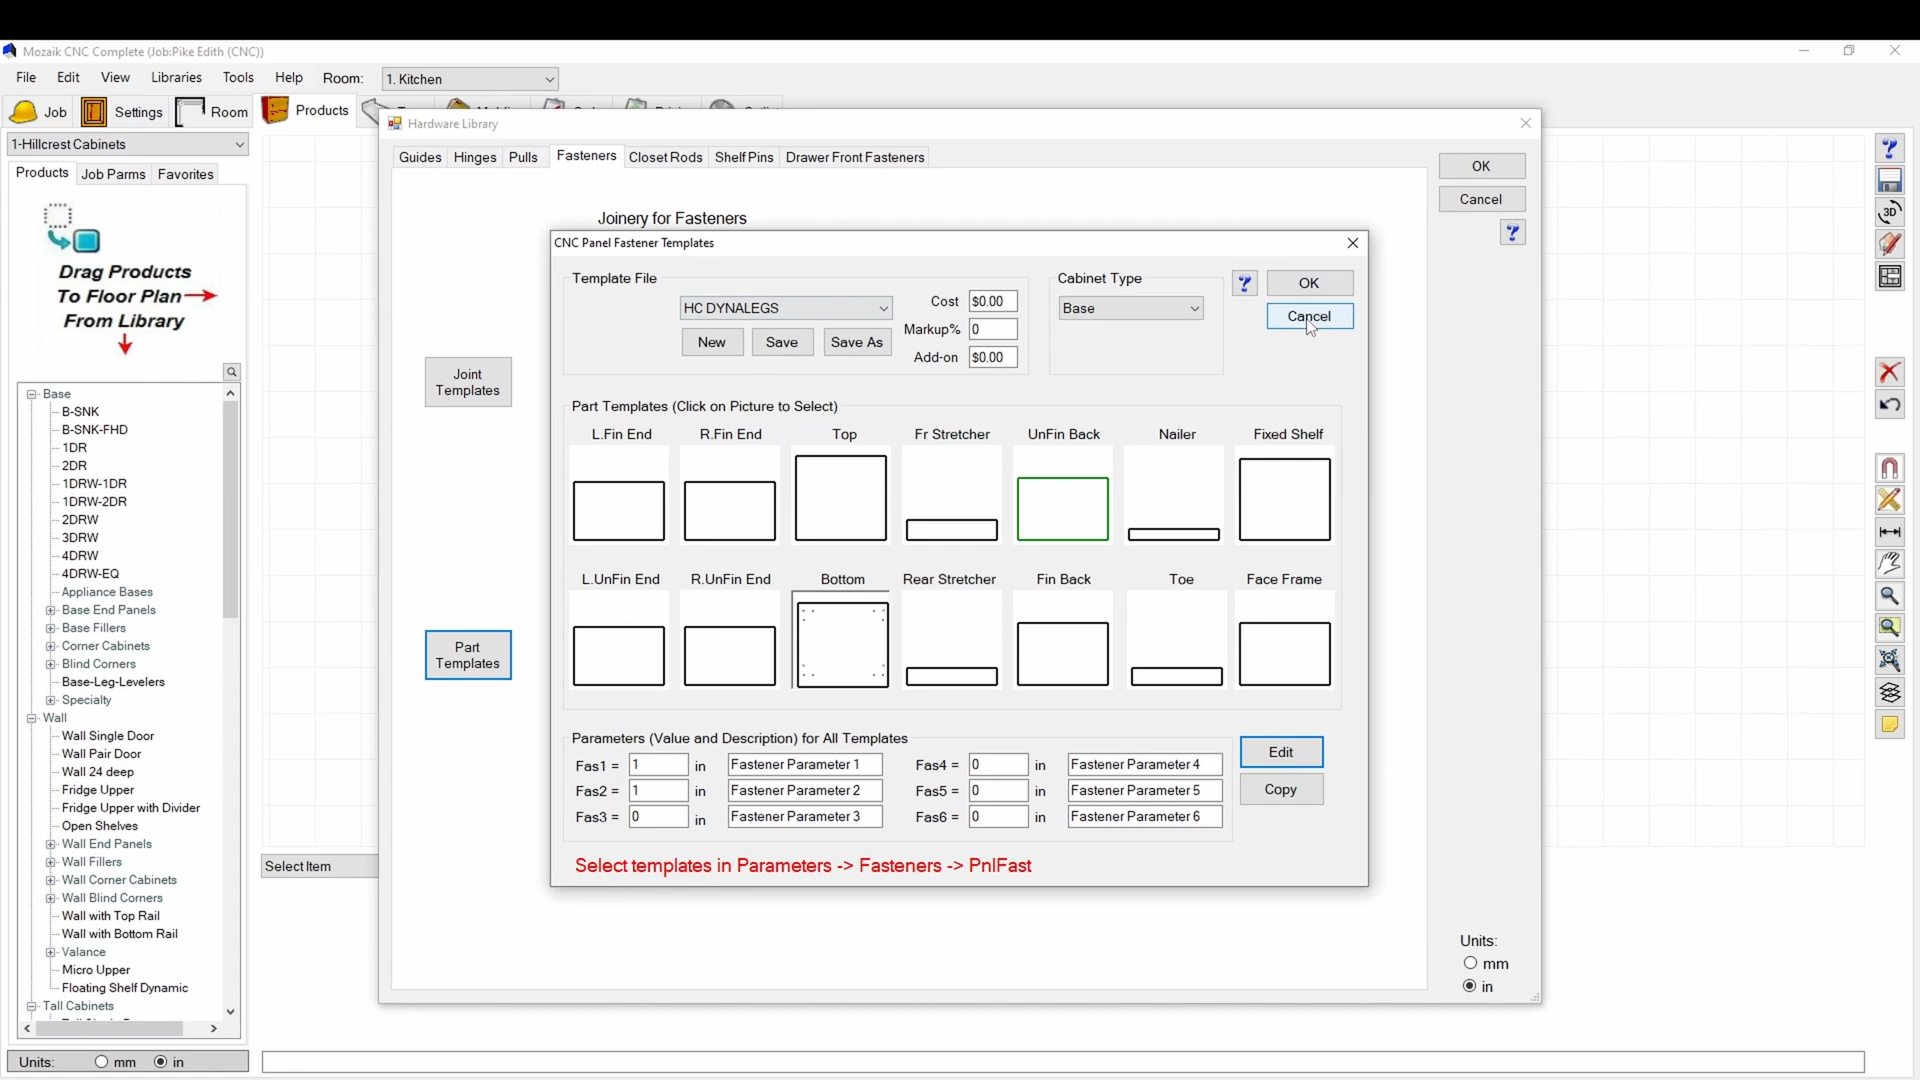 Mozaik CNC Complete (Job:Pike Edith (CNC))
File Edit View Libraries Tools Help Room: 1. Kitchen
Job Settings Room Products
1-Hillcrest Cabinets
Products Job Parms Favorites
Drag Products
To Floor Plan
From Library
Base
B-SNK
B-SNK-FHD
1DR
2DR
1DRW-1DR
1DRW-2DR
2DRW
3DRW
4DRW
4DRW-EQ
Appliance Bases
Base End Panels
Base Fillers
Corner Cabinets
Blind Corners
Base-Leg-Levelers
Specialty
Wall
Wall Single Door
Wall Pair Door
Wall 24 deep
Fridge Upper
Fridge Upper with Divider
Open Shelves
Wall End Panels
Wall Fillers
Wall Corner Cabinets
Wall Blind Corners
Wall with Top Rail
Wall with Bottom Rail
Valance
Micro Upper
Floating Shelf Dynamic
Tall Cabinets
Units: mm in
Select Item
Hardware Library
Guides Hinges Pulls Fasteners Closet Rods Shelf Pins Drawer Front Fasteners
OK
Cancel
?
Joinery for Fasteners
Joint
Templates
Part
Templates
Units:
mm
in
CNC Panel Fastener Templates
Template File
HC DYNALEGS
New Save Save As
Cost $0.00
Markup% 0
Add-on $0.00
Cabinet Type
Base
?
OK
Cancel
Part Templates (Click on Picture to Select)
L.Fin End R.Fin End Top Fr Stretcher UnFin Back Nailer Fixed Shelf
L.UnFin End R.UnFin End Bottom Rear Stretcher Fin Back Toe Face Frame
Parameters (Value and Description) for All Templates
Fas1 = 1 in Fastener Parameter 1 Fas4 = 0 in Fastener Parameter 4
Fas2 = 1 in Fastener Parameter 2 Fas5 = 0 in Fastener Parameter 5
Fas3 = 0 in Fastener Parameter 3 Fas6 = 0 in Fastener Parameter 6
Edit
Copy
Select templates in Parameters -> Fasteners -> PnlFast
?
3D